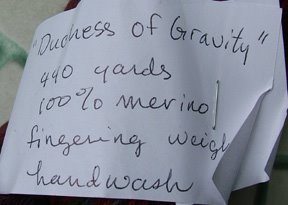 "Duchess of Gravity"
440 yards
100% merino
fingering weigh
handwash